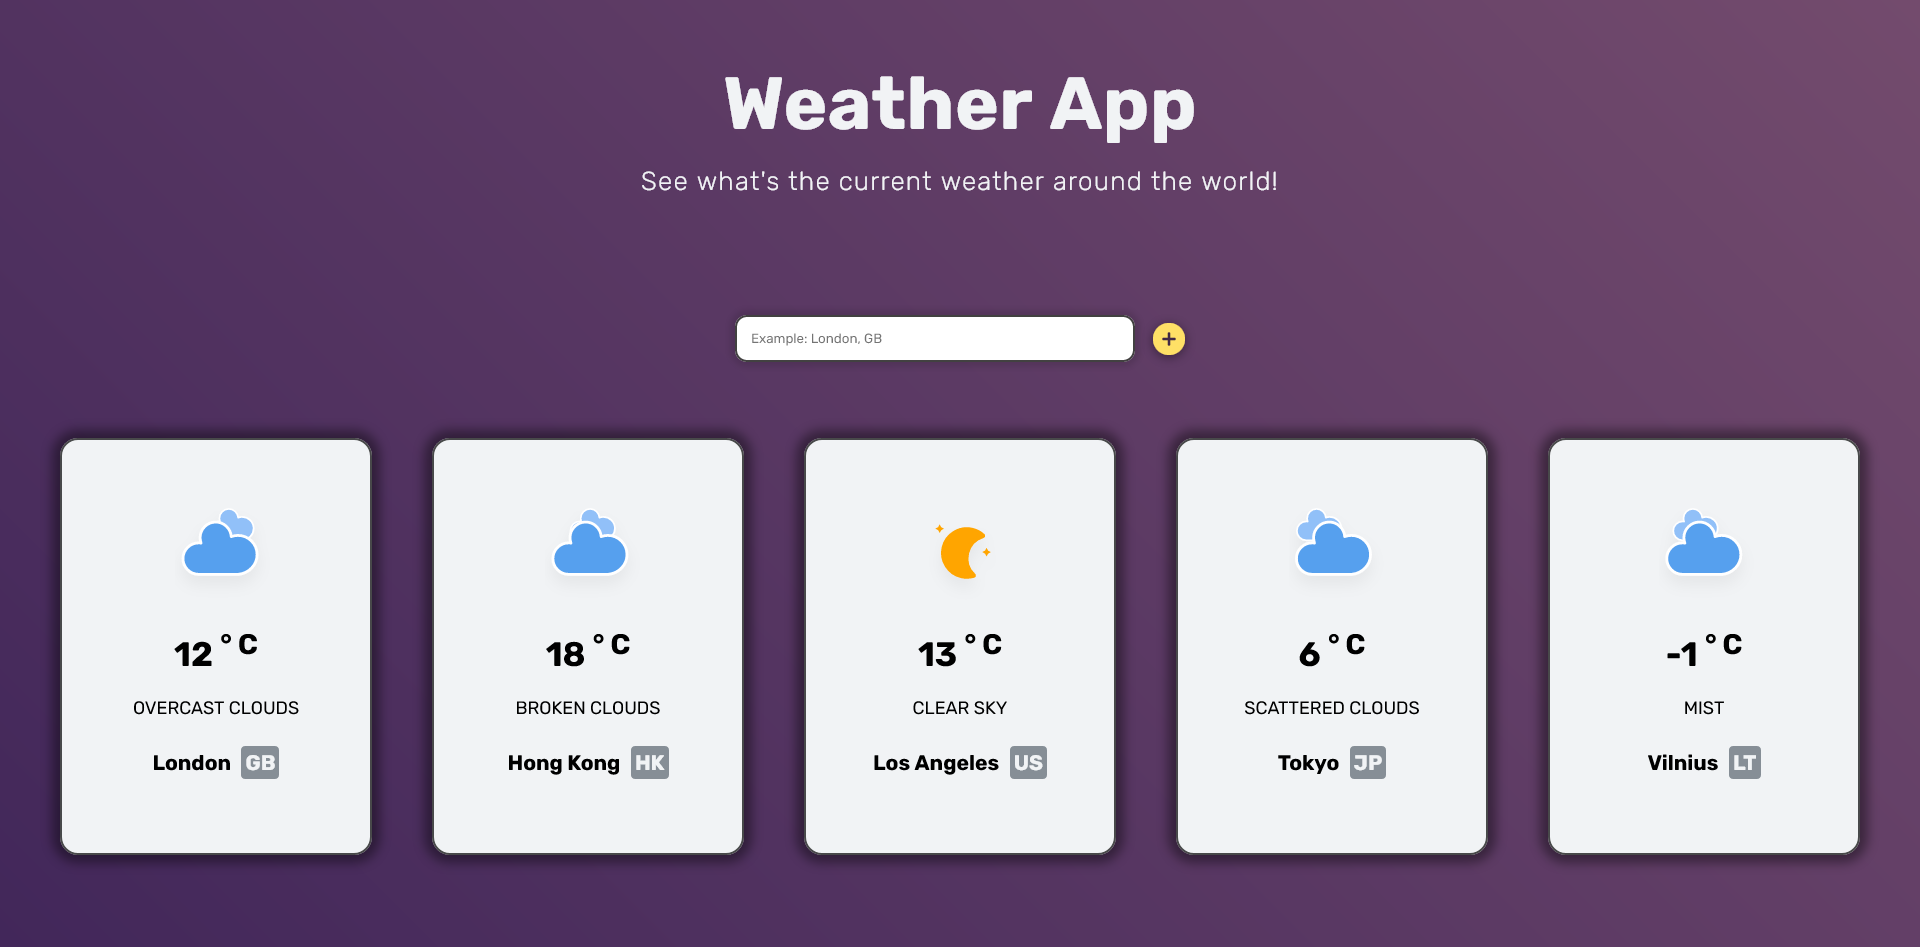 Weather App
See what's the current weather around the world!
Example: London, GB
12 ° C
OVERCAST CLOUDS
London GB
18 ° C
BROKEN CLOUDS
Hong Kong HK
13 ° C
CLEAR SKY
Los Angeles US
6 ° C
SCATTERED CLOUDS
Tokyo JP
-1 ° C
MIST
Vilnius LT